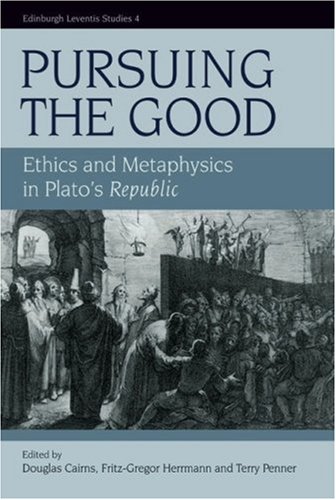 Edinburgh Leventis Studies 4
PURSUING
THE GOOD
Ethics and Metaphysics
in Plato's Republic
Edited by
Douglas Cairns, Fritz-Gregor Herrmann and Terry Penner